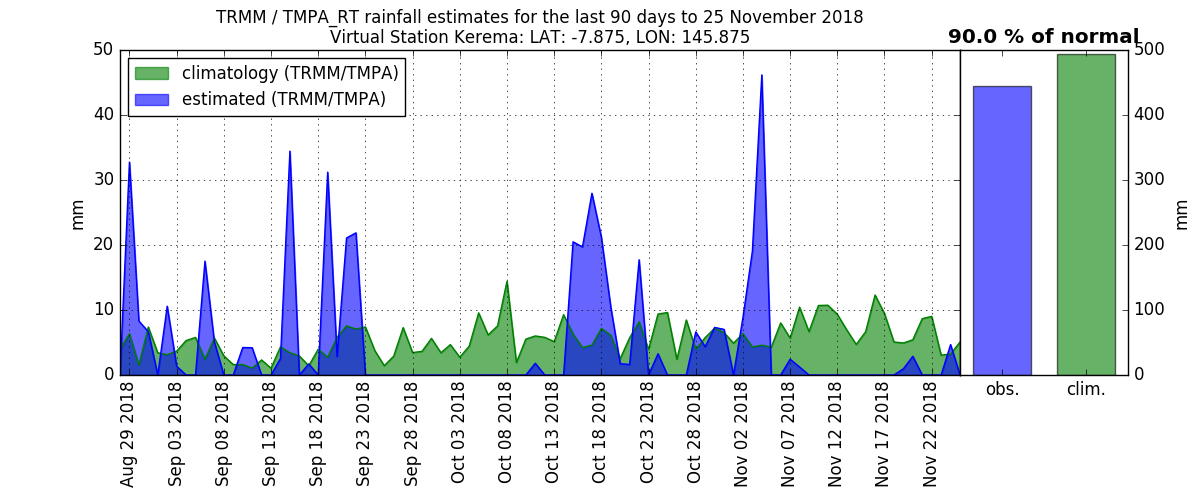 TRMM / TMPA_RT rainfall estimates for the last 90 days to 25 November 2018
Virtual Station Kerema: LAT: -7.875, LON: 145.875
90.0 % of normal
climatology (TRMM/TMPA)
estimated (TRMM/TMPA)
50
40
30
20
10
0
mm
500
400
300
200
100
0
mm
obs.
clim.
Aug 29 2018
Sep 03 2018
Sep 08 2018
Sep 13 2018
Sep 18 2018
Sep 23 2018
Sep 28 2018
Oct 03 2018
Oct 08 2018
Oct 13 2018
Oct 18 2018
Oct 23 2018
Oct 28 2018
Nov 02 2018
Nov 07 2018
Nov 12 2018
Nov 17 2018
Nov 22 2018